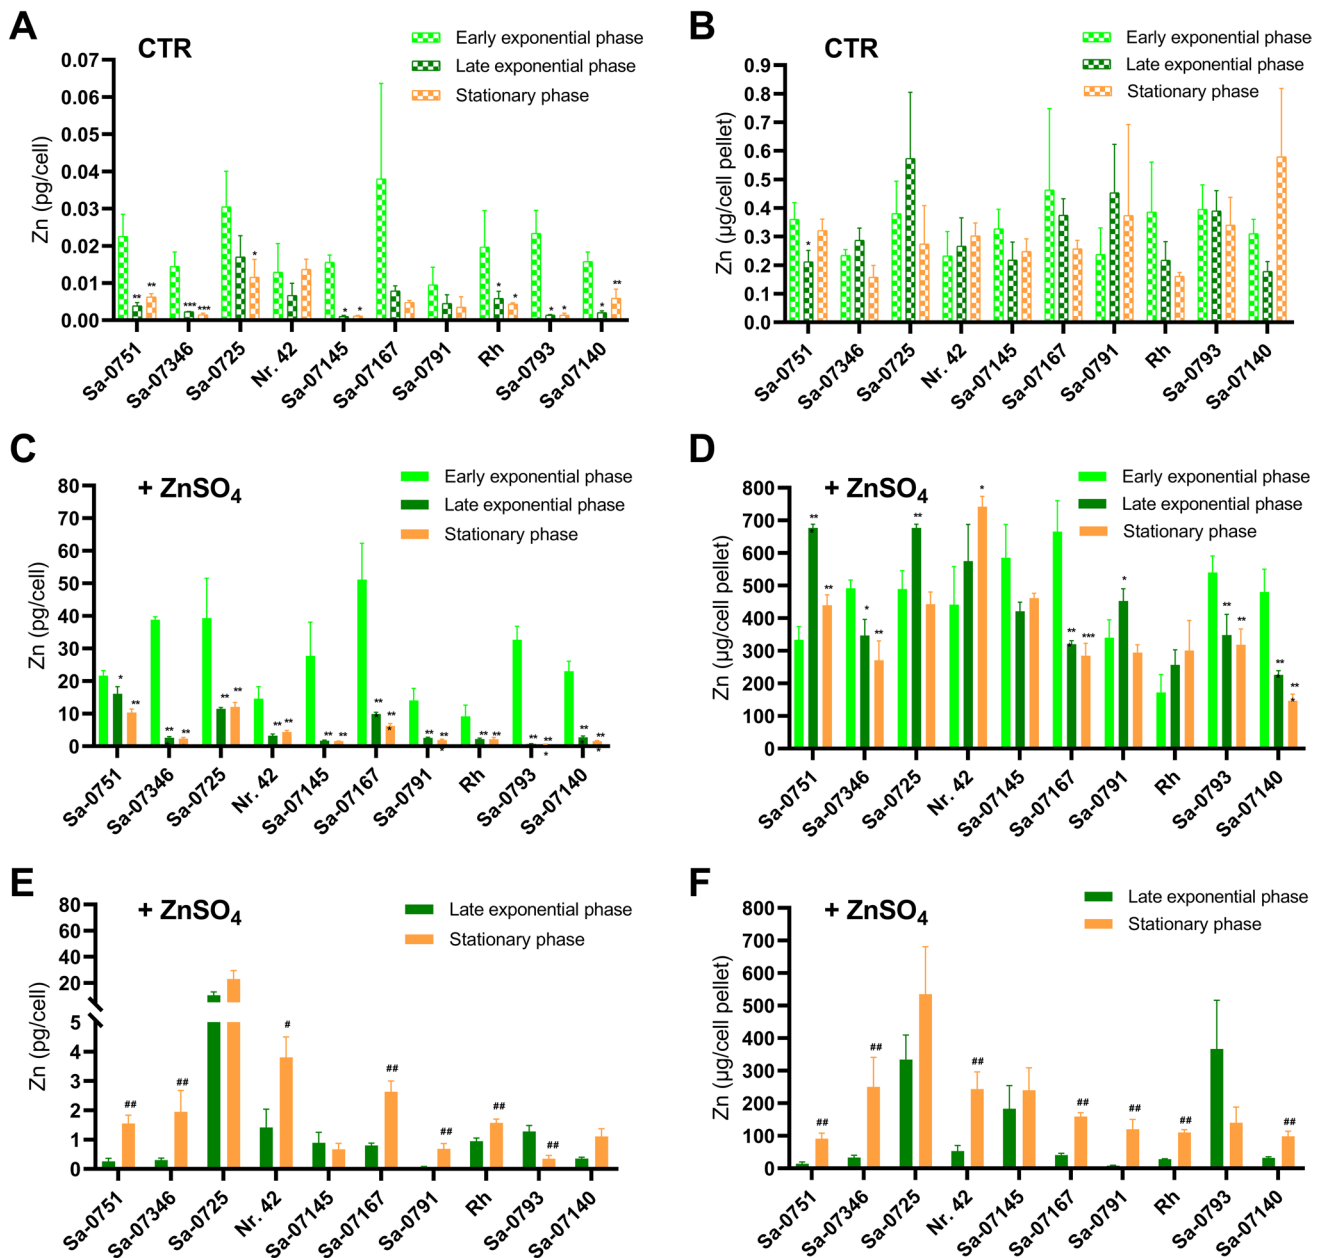 A
CTR
Early exponential phase
Late exponential phase
Stationary phase
Zn (pg/cell)
0.07
0.06
0.05
0.04
0.03
0.02
0.01
0.00
** ** *** *** * * * * * * * * **
Sa-0751 Sa-07346 Sa-0725 Nr. 42 Sa-07145 Sa-07167 Sa-0791 Rh Sa-0793 Sa-07140
B
CTR
Early exponential phase
Late exponential phase
Stationary phase
Zn (µg/cell pellet)
0.9
0.8
0.7
0.6
0.5
0.4
0.3
0.2
0.1
0.0
*
Sa-0751 Sa-07346 Sa-0725 Nr. 42 Sa-07145 Sa-07167 Sa-0791 Rh Sa-0793 Sa-07140
C
+ ZnSO4
Early exponential phase
Late exponential phase
Stationary phase
Zn (pg/cell)
80
70
60
50
40
30
20
10
0
* ** ** ** ** ** ** ** ** ** ** *** ** *** ** ** ** *** ** ***
Sa-0751 Sa-07346 Sa-0725 Nr. 42 Sa-07145 Sa-07167 Sa-0791 Rh Sa-0793 Sa-07140
D
+ ZnSO4
Early exponential phase
Late exponential phase
Stationary phase
Zn (µg/cell pellet)
800
700
600
500
400
300
200
100
0
** ** * ** ** * ** *** * ** ** ** ***
Sa-0751 Sa-07346 Sa-0725 Nr. 42 Sa-07145 Sa-07167 Sa-0791 Rh Sa-0793 Sa-07140
E
+ ZnSO4
Late exponential phase
Stationary phase
Zn (pg/cell)
80
60
40
20
5
4
3
2
1
0
## ## # ## ## ## ##
Sa-0751 Sa-07346 Sa-0725 Nr. 42 Sa-07145 Sa-07167 Sa-0791 Rh Sa-0793 Sa-07140
F
+ ZnSO4
Late exponential phase
Stationary phase
Zn (µg/cell pellet)
800
700
600
500
400
300
200
100
0
## ## ## ## ## ## ##
Sa-0751 Sa-07346 Sa-0725 Nr. 42 Sa-07145 Sa-07167 Sa-0791 Rh Sa-0793 Sa-07140